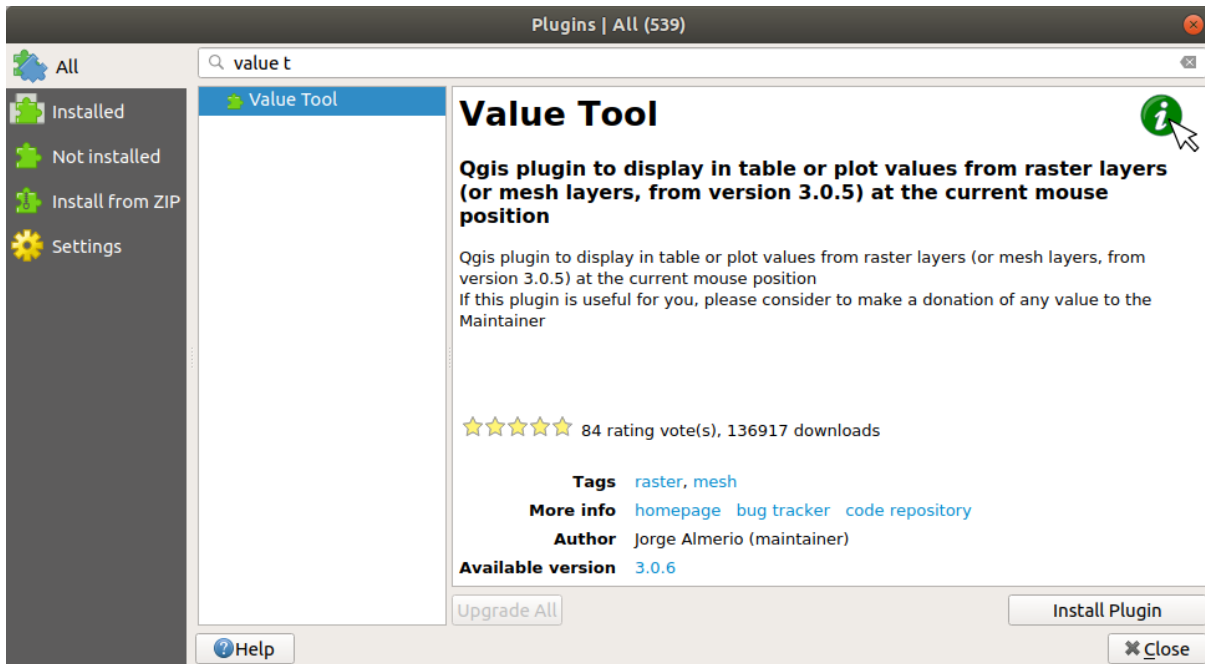 Plugins | All (539)
All
Installed
Not installed
Install from ZIP
Settings
value t
Value Tool
Value Tool
Qgis plugin to display in table or plot values from raster layers
(or mesh layers, from version 3.0.5) at the current mouse
position
Qgis plugin to display in table or plot values from raster layers (or mesh layers, from
version 3.0.5) at the current mouse position
If this plugin is useful for you, please consider to make a donation of any value to the
Maintainer
84 rating vote(s), 136917 downloads
Tags raster, mesh
More info homepage bug tracker code repository
Author Jorge Almerio (maintainer)
Available version 3.0.6
Upgrade All
Install Plugin
Help
Close